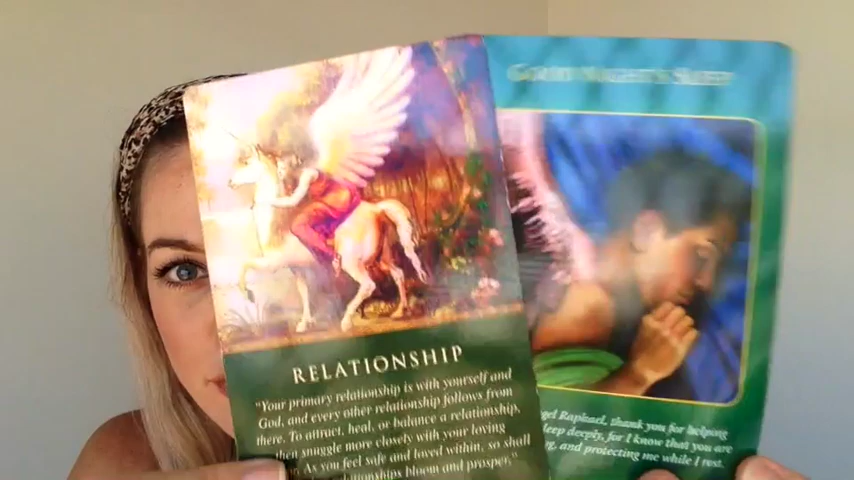 RELATIONSHIP
"Your primary relationship is with yourself and
God, and every other relationship follows from
there. To attract, heal, or balance a relationship,
then snuggle more closely with your loving
As you feel safe and loved within, so shall
relationships bloom and prosper."
GOOD NIGHT'S SLEEP
Raphael, thank you for helping
deeply, for I know that you are
and protecting me while I rest.